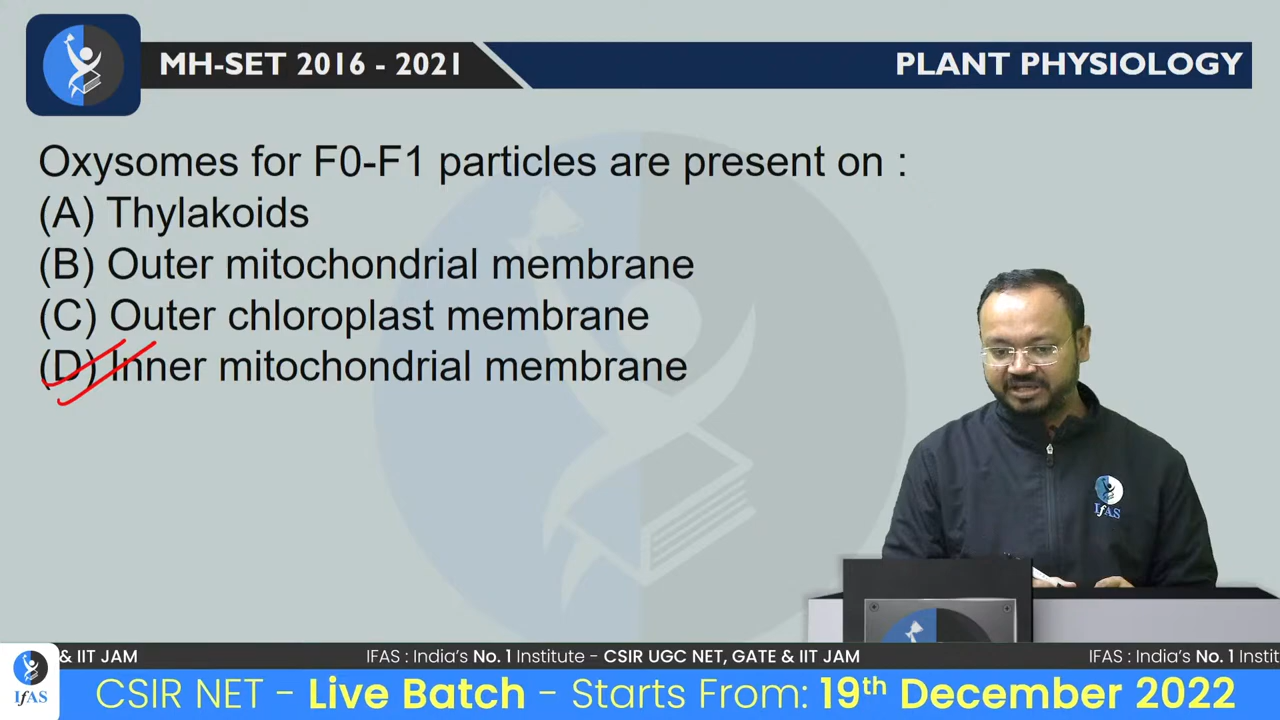 MH-SET 2016 - 2021
PLANT PHYSIOLOGY
Oxysomes for F0-F1 particles are present on :
(A) Thylakoids
(B) Outer mitochondrial membrane
(C) Outer chloroplast membrane
(D) Inner mitochondrial membrane
IfAS
& IIT JAM
IFAS : India's No. 1 Institute - CSIR UGC NET, GATE & IIT JAM
IFAS : India's No. 1 Instit
IfAS
CSIR NET - Live Batch - Starts From: 19th December 2022